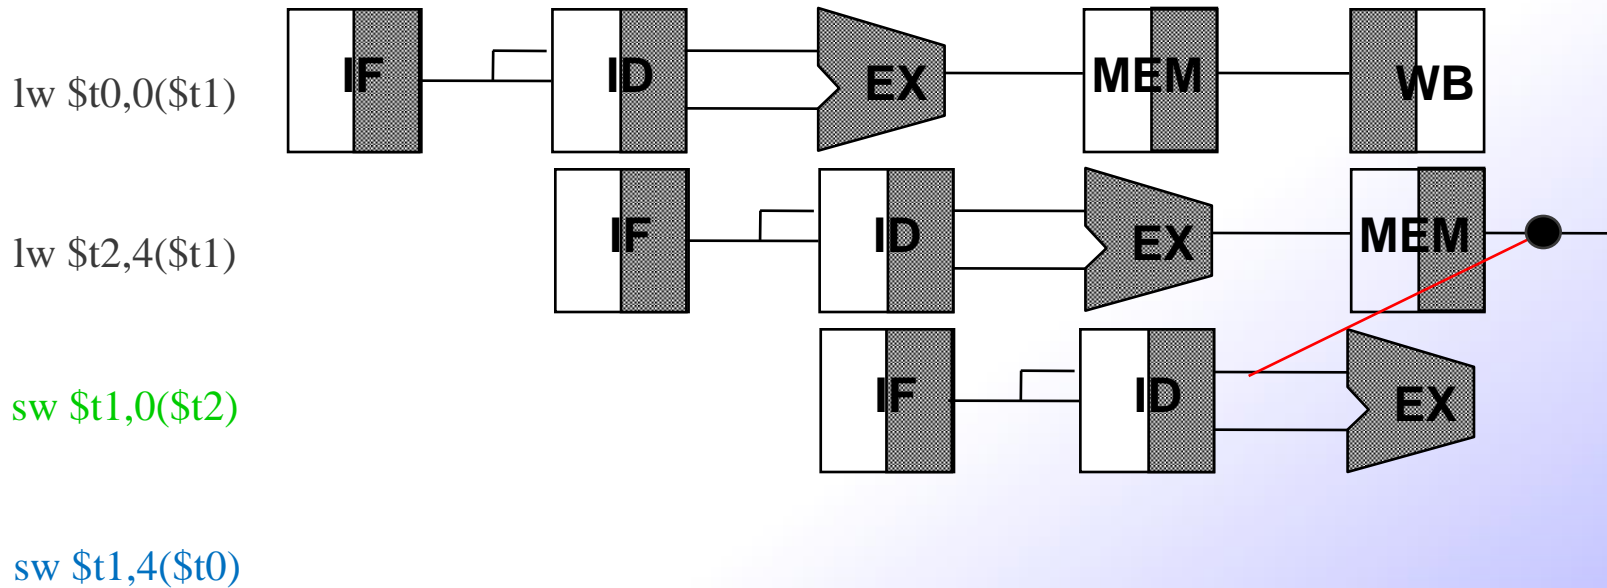 lw $t0,0($t1) IF ID EX MEM WB
lw $t2,4($t1) IF ID EX MEM
sw $t1,0($t2) IF ID EX
sw $t1,4($t0)